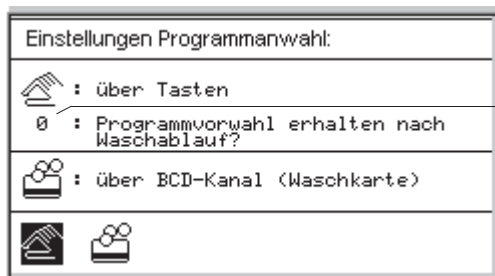 Einstellungen Programmanwahl:
: über Tasten
0 : Programmvorwahl erhalten nach
Waschablauf?
: über BCD-Kanal (Waschkarte)